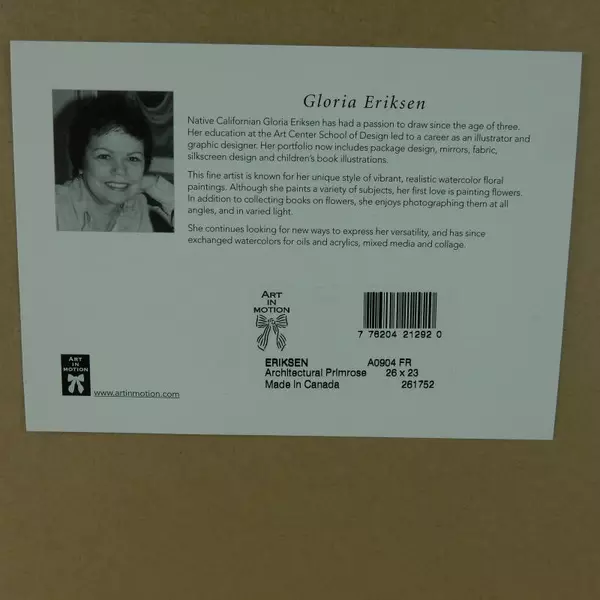 Gloria Eriksen
Native Californian Gloria Eriksen has had a passion to draw since the age of three.
Her education at the Art Center School of Design led to a career as an illustrator and
graphic designer. Her portfolio now includes package design, mirrors, fabric,
silkscreen design and children's book illustrations.
This fine artist is known for her unique style of vibrant, realistic watercolor floral
paintings. Although she paints a variety of subjects, her first love is painting flowers.
In addition to collecting books on flowers, she enjoys photographing them at all
angles, and in varied light.
She continues looking for new ways to express her versatility, and has since
exchanged watercolors for oils and acrylics, mixed media and collage.
ART
IN
MOTION
7 76204 21292 0
ERIKSEN A0904 FR
Architectural Primrose 26 x 23
Made in Canada 261752
ART
IN
MOTION
www.artinmotion.com